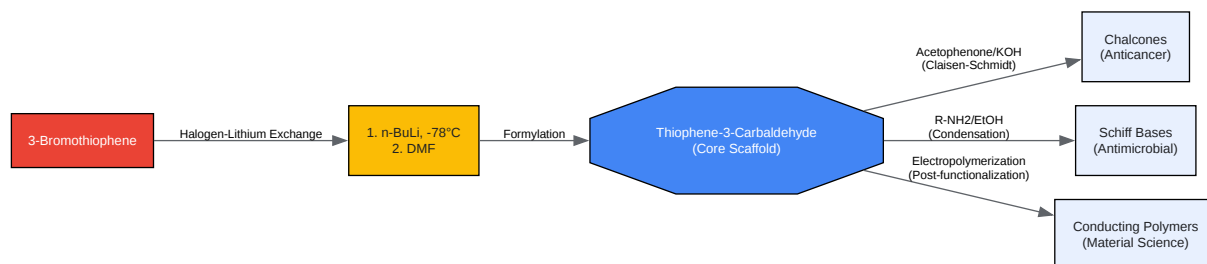 3-Bromothiophene
Halogen-Lithium Exchange
1. n-BuLi, -78°C
2. DMF
Formylation
Thiophene-3-Carbaldehyde
(Core Scaffold)
Acetophenone/KOH
(Claisen-Schmidt)
Chalcones
(Anticancer)
R-NH2/EtOH
(Condensation)
Schiff Bases
(Antimicrobial)
Electropolymerization
(Post-functionalization)
Conducting Polymers
(Material Science)